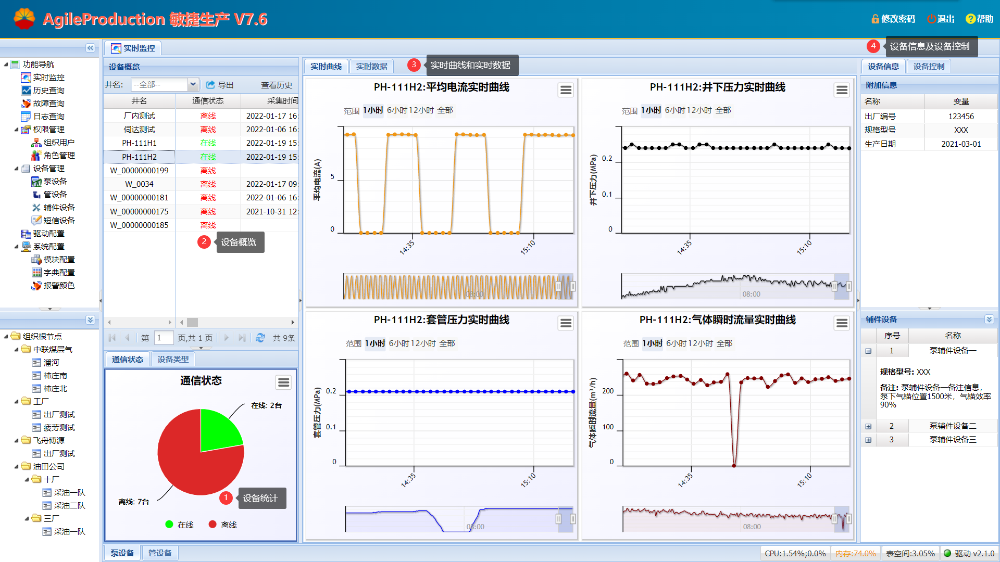 AgileProduction 敏捷生产 V7.6
修改密码
退出
帮助
功能导航
实时监控
历史查询
故障查询
日志查询
权限管理
组织用户
角色管理
设备管理
泵设备
管设备
辅件设备
短信设备
驱动配置
系统配置
模块配置
字典配置
报警颜色
组织根节点
中联煤层气
潘河
柿庄南
柿庄北
工厂
出厂测试
疲劳测试
飞舟博源
出厂测试
油田公司
十厂
采油一队
采油二队
三厂
采油一队
实时监控
设备概览
井名: --全部-- 导出 查看历史
井名 通信状态 采集时间
厂内测试 离线 2022-01-17 16:
伺达测试 离线 2022-01-06 16:
PH-111H1 在线 2022-01-19 15:
PH-111H2 在线 2022-01-19 15:
W_00000000199 离线
W_0034 离线 2022-01-17 09:
W_00000000181 离线 2022-01-06 16:
W_00000000175 离线 2021-10-31 12:
W_00000000185 离线
2 设备概览
第 1 页,共 1 页 共 9条
通信状态 设备类型
通信状态
在线: 2台
离线: 7台
1 设备统计
在线 离线
泵设备 管设备
实时曲线 实时数据
3 实时曲线和实时数据
PH-111H2:平均电流实时曲线
范围 1小时 6小时 12小时 全部
平均电流(A)
5
0
14:35 15:10
08:00
PH-111H2:井下压力实时曲线
范围 1小时 6小时 12小时 全部
井下压力(MPa)
0.2
0.1
0
14:35 15:10
08:00
PH-111H2:套管压力实时曲线
范围 1小时 6小时 12小时 全部
套管压力(MPa)
0.2
0.1
0
14:35 15:10
08:00
PH-111H2:气体瞬时流量实时曲线
范围 1小时 6小时 12小时 全部
气体瞬时流量(m³/h)
200
100
0
14:35 15:10
08:00
4 设备信息及设备控制
设备信息 设备控制
附加信息
名称 变量
出厂编号 123456
规格型号 XXX
生产日期 2021-03-01
辅件设备
序号 名称
1 泵辅件设备一
规格型号: XXX
备注: 泵辅件设备一备注信息,
泵下气锚位置1500米，气锚效率
90%
2 泵辅件设备二
3 泵辅件设备三
CPU:1.54%;0.0% 内存:74.0% 表空间:3.05% 驱动 v2.1.0